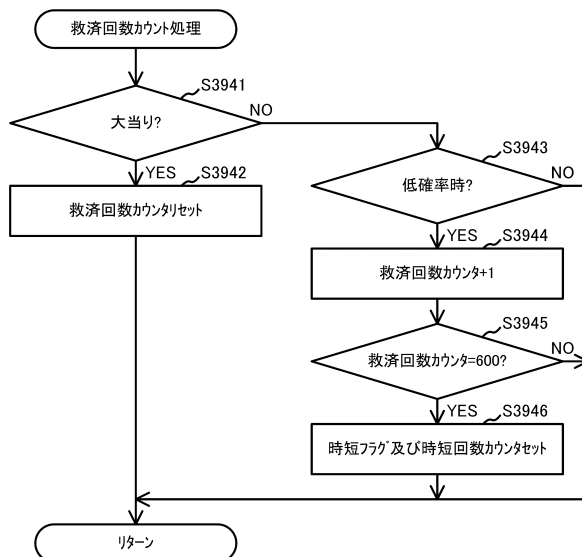 救済回数ｶｳﾝﾄ処理
S3941
大当り?
NO
YES
S3942
救済回数ｶｳﾝﾀﾘｾｯﾄ
S3943
低確率時?
NO
YES
S3944
救済回数ｶｳﾝﾀ+1
S3945
救済回数ｶｳﾝﾀ=600?
NO
YES
S3946
時短ﾌﾗｸﾞ及び時短回数ｶｳﾝﾀｾｯﾄ
ﾘﾀｰﾝ